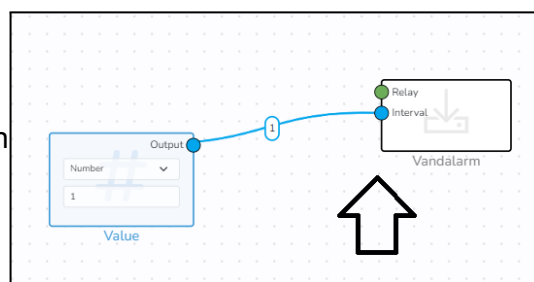 Relay
1
Interval
n
Output
Vandalarm
Number
1
Value